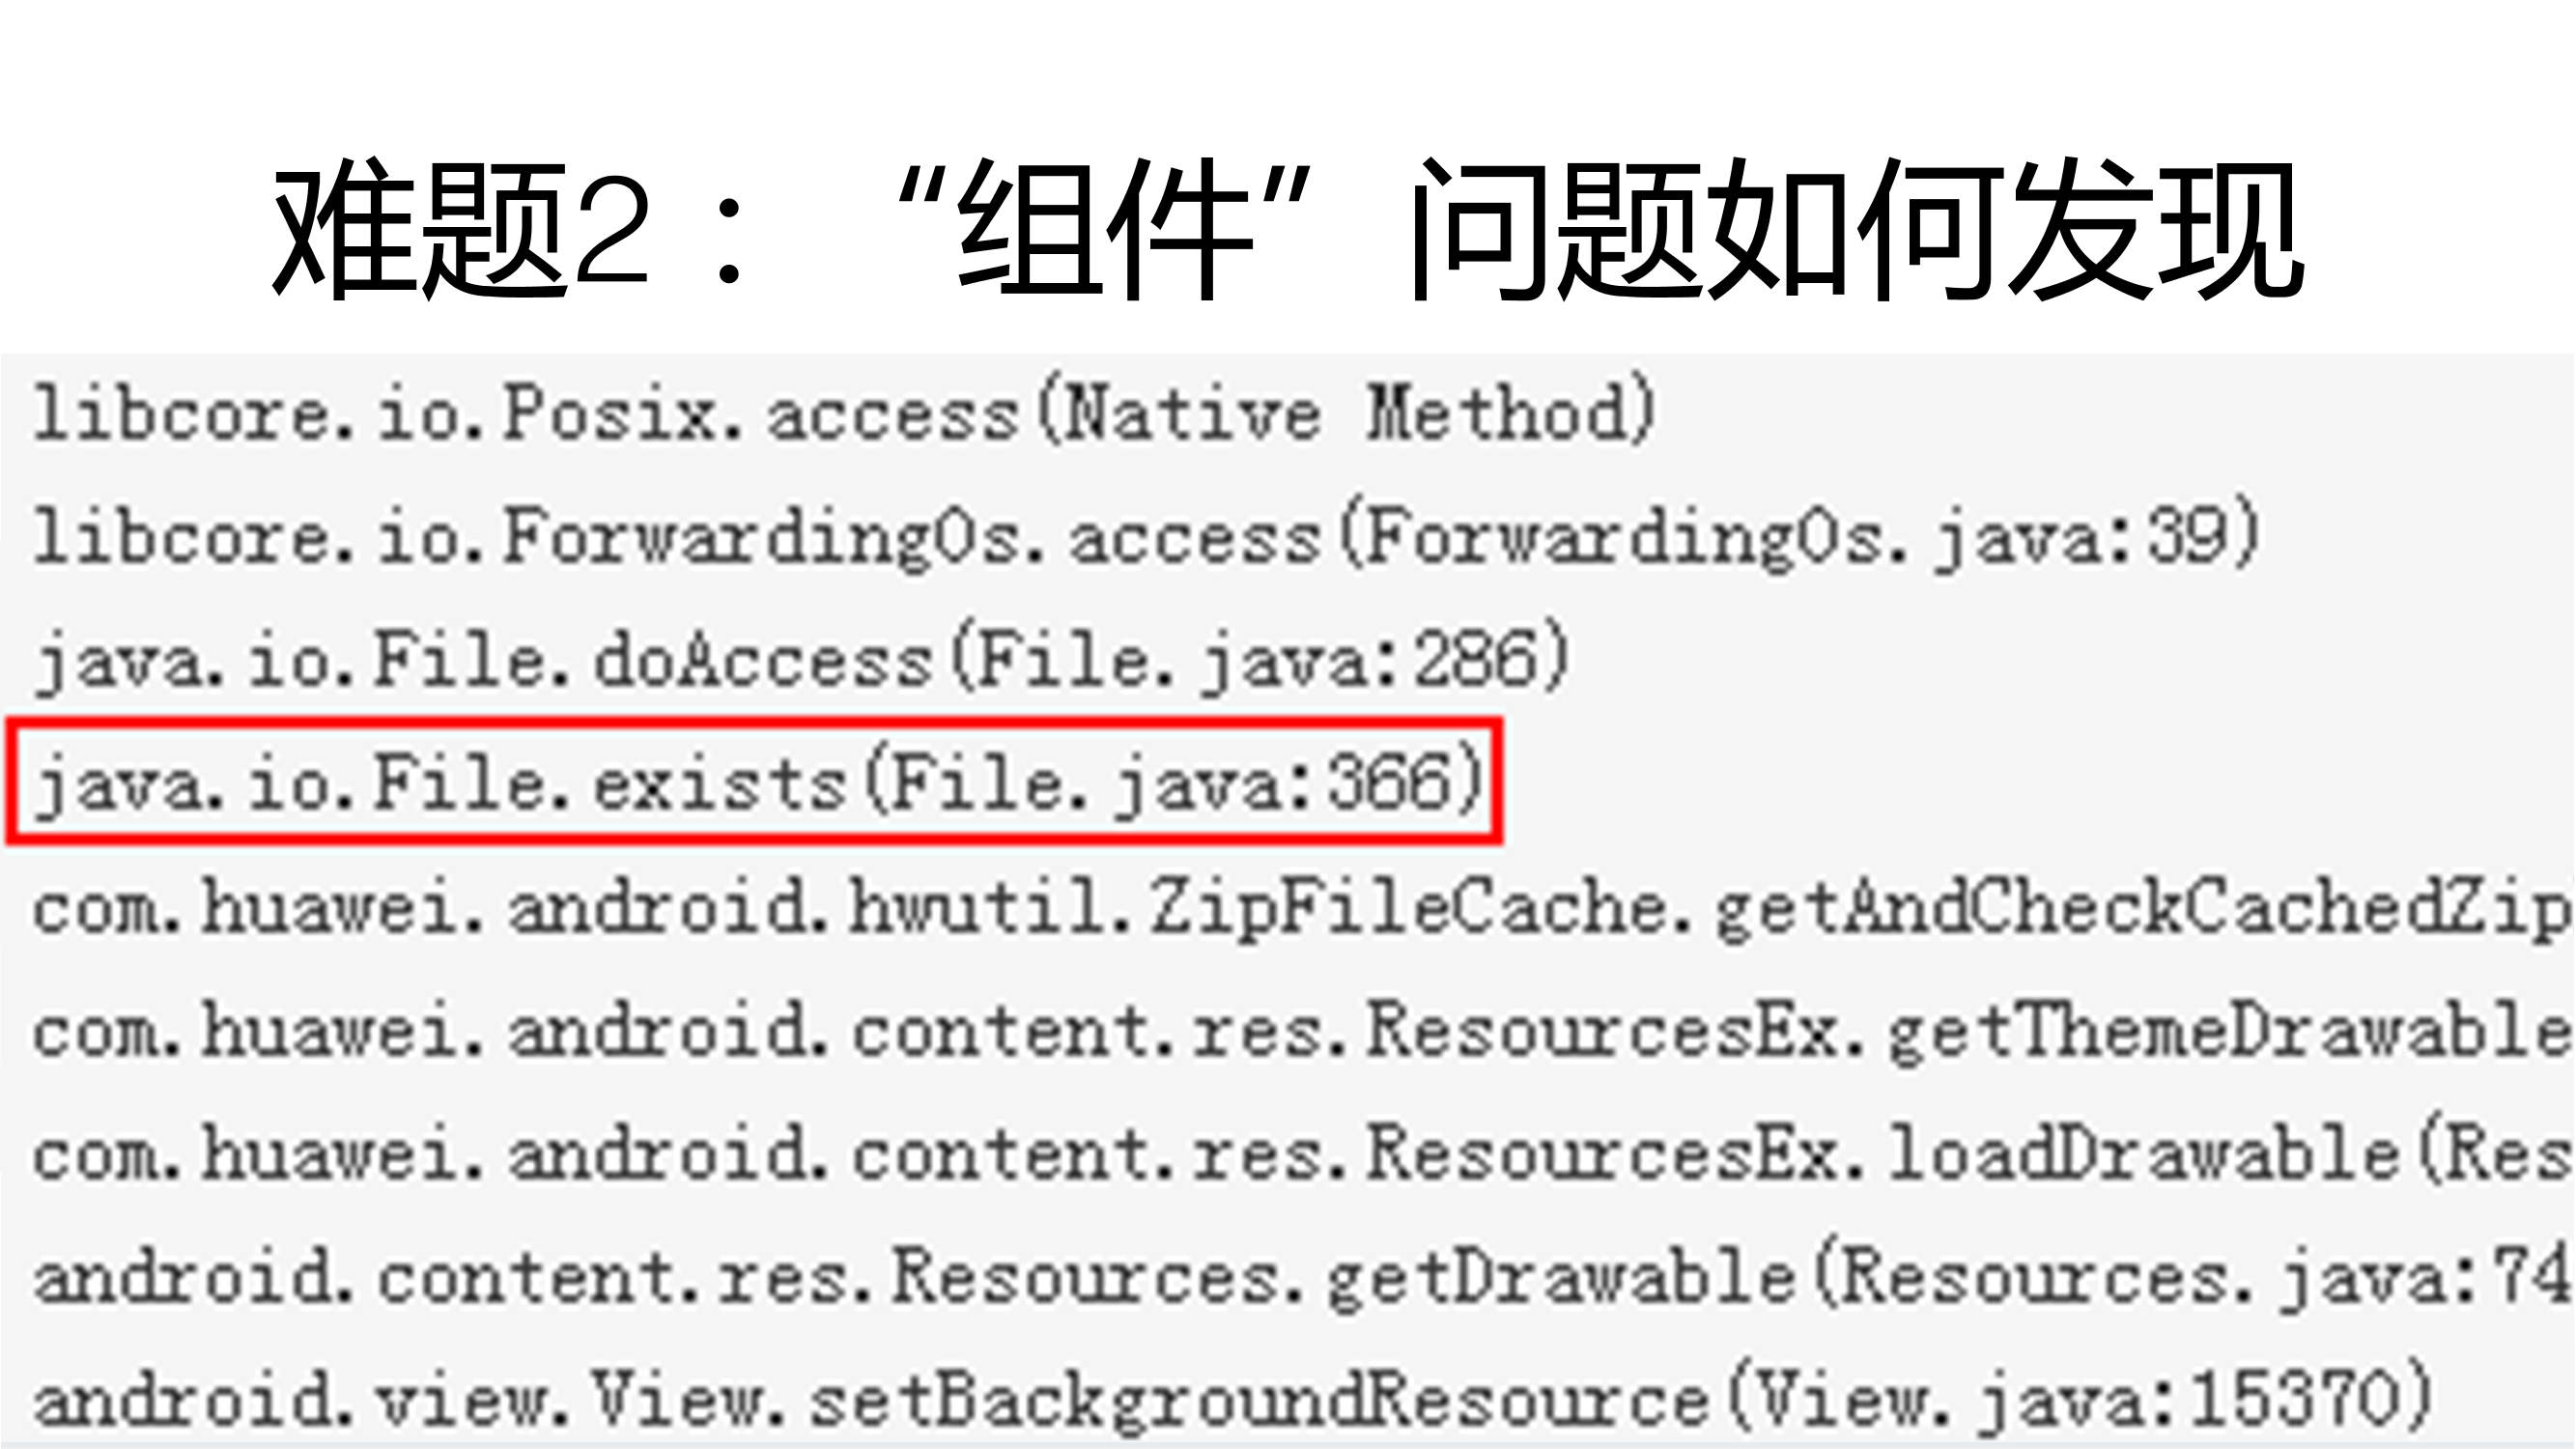 难题2：“组件”问题如何发现
libcore.io.Posix.access(Native Method)
libcore.io.ForwardingOs.access(ForwardingOs.java:39)
java.io.File.doAccess(File.java:286)
java.io.File.exists(File.java:366)
com.huawei.android.hwutil.ZipFileCache.getAndCheckCachedZip
com.huawei.android.content.res.ResourcesEx.getThemeDrawable
com.huawei.android.content.res.ResourcesEx.loadDrawable(Res
android.content.res.Resources.getDrawable(Resources.java:74
android.view.View.setBackgroundResource(View.java:15370)